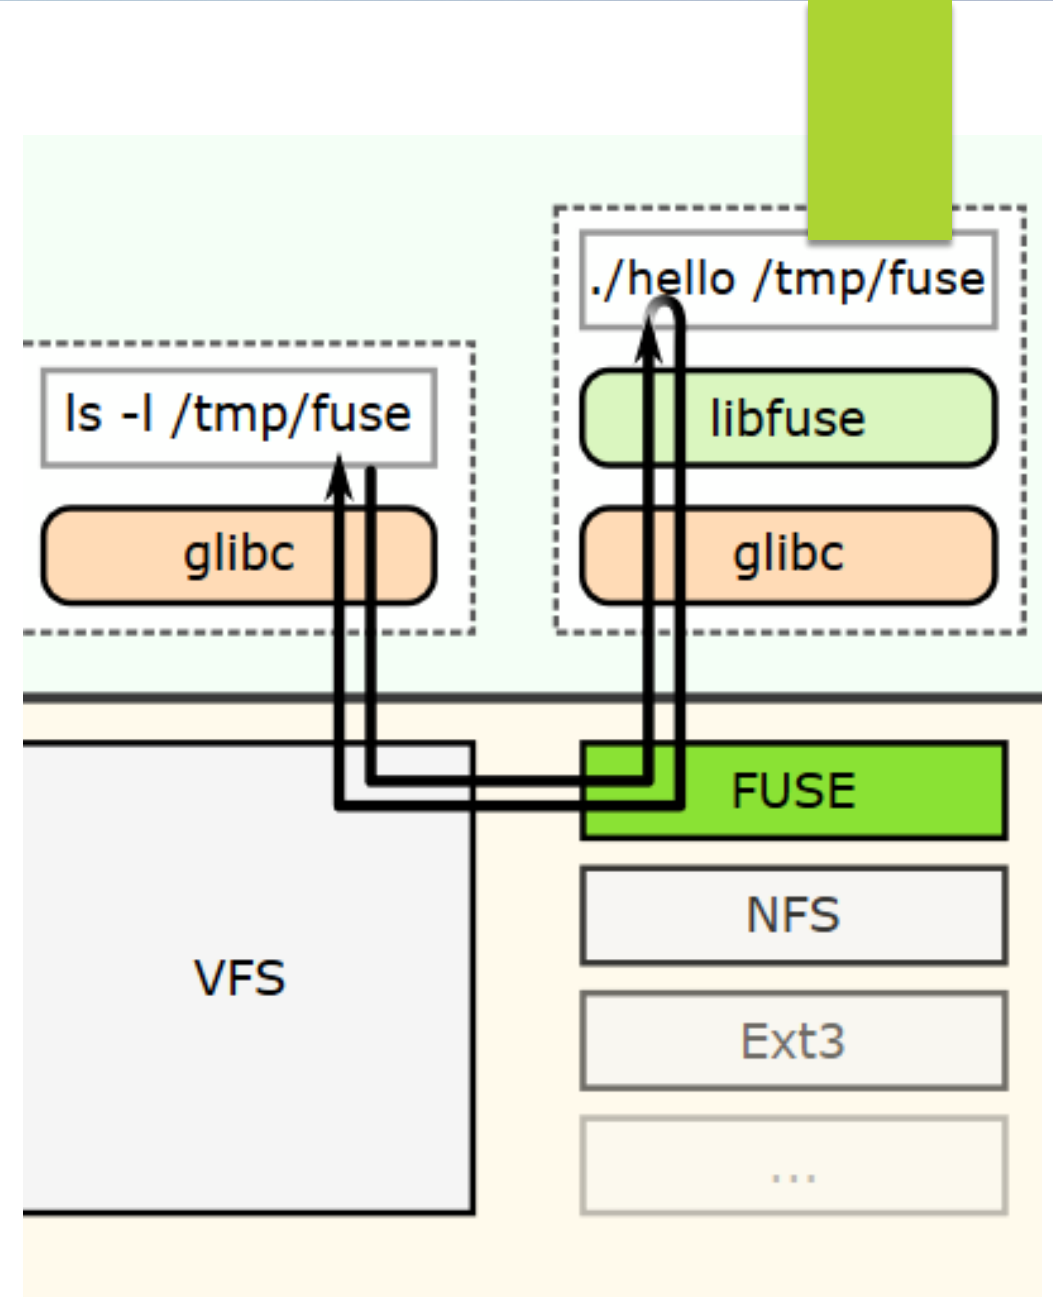 ./hello /tmp/fuse
ls -l /tmp/fuse
libfuse
glibc
glibc
FUSE
NFS
VFS
Ext3
...